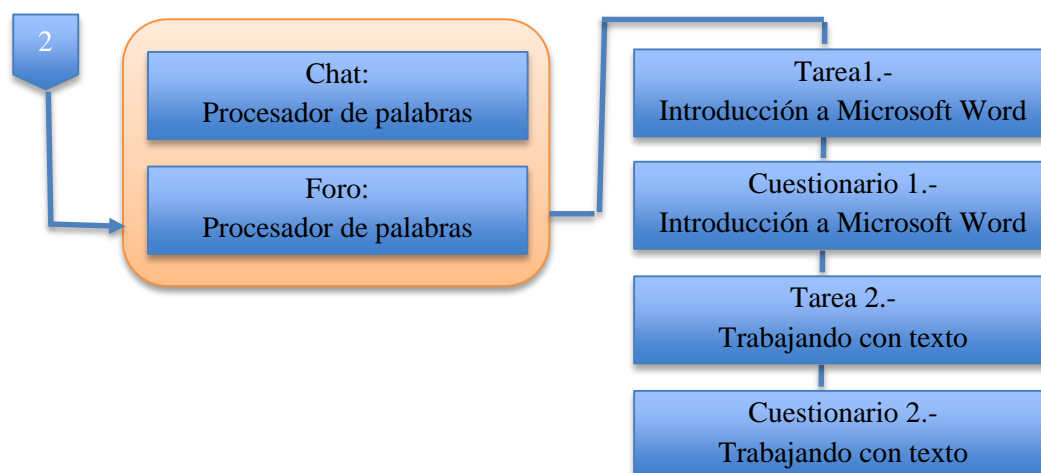 2
Chat:
Procesador de palabras
Foro:
Procesador de palabras
Tarea1.-
Introducción a Microsoft Word
Cuestionario 1.-
Introducción a Microsoft Word
Tarea 2.-
Trabajando con texto
Cuestionario 2.-
Trabajando con texto